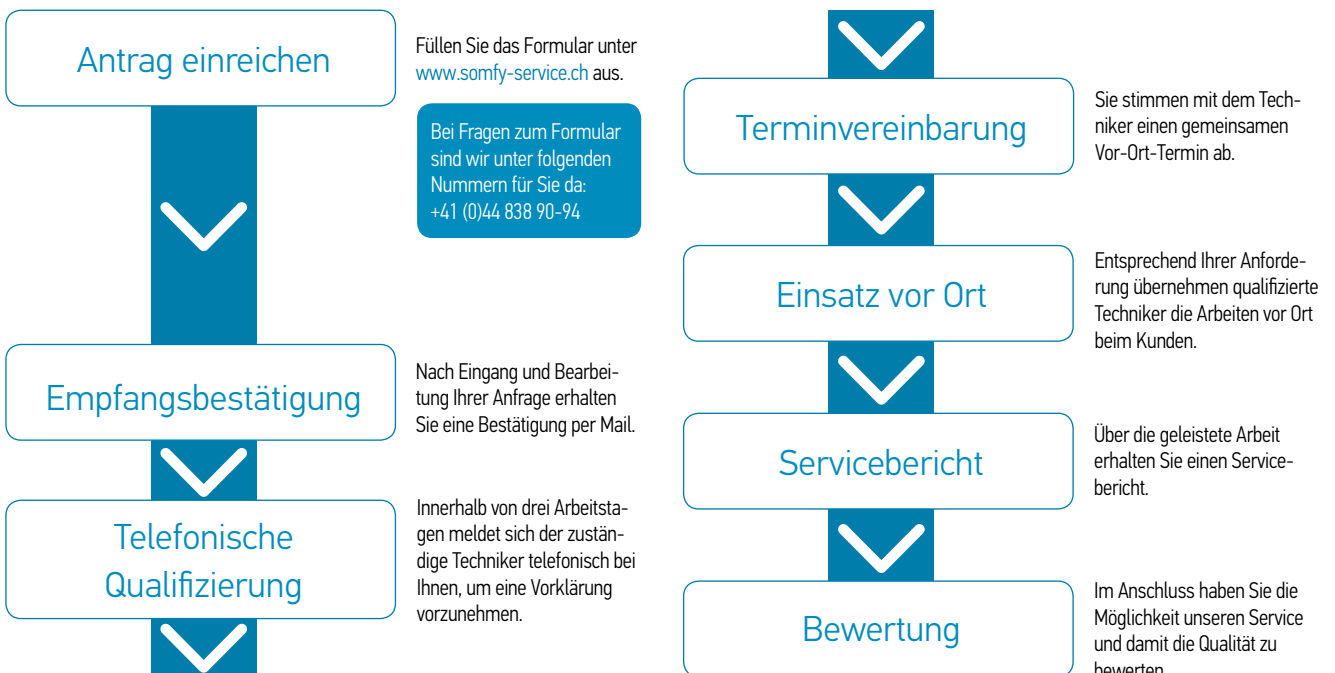 Antrag einreichen
Füllen Sie das Formular unter
www.somfy-service.ch aus.
Bei Fragen zum Formular
sind wir unter folgenden
Nummern für Sie da:
+41 (0)44 838 90-94
Empfangsbestätigung
Nach Eingang und Bearbei-
tung Ihrer Anfrage erhalten
Sie eine Bestätigung per Mail.
Telefonische
Qualifizierung
Innerhalb von drei Arbeitsta-
gen meldet sich der zustän-
dige Techniker telefonisch bei
Ihnen, um eine Vorklärung
vorzunehmen.
Terminvereinbarung
Sie stimmen mit dem Tech-
niker einen gemeinsamen
Vor-Ort-Termin ab.
Einsatz vor Ort
Entsprechend Ihrer Anforde-
rung übernehmen qualifizierte
Techniker die Arbeiten vor Ort
beim Kunden.
Servicebericht
Über die geleistete Arbeit
erhalten Sie einen Service-
bericht.
Bewertung
Im Anschluss haben Sie die
Möglichkeit unseren Service
und damit die Qualität zu
bewerten.